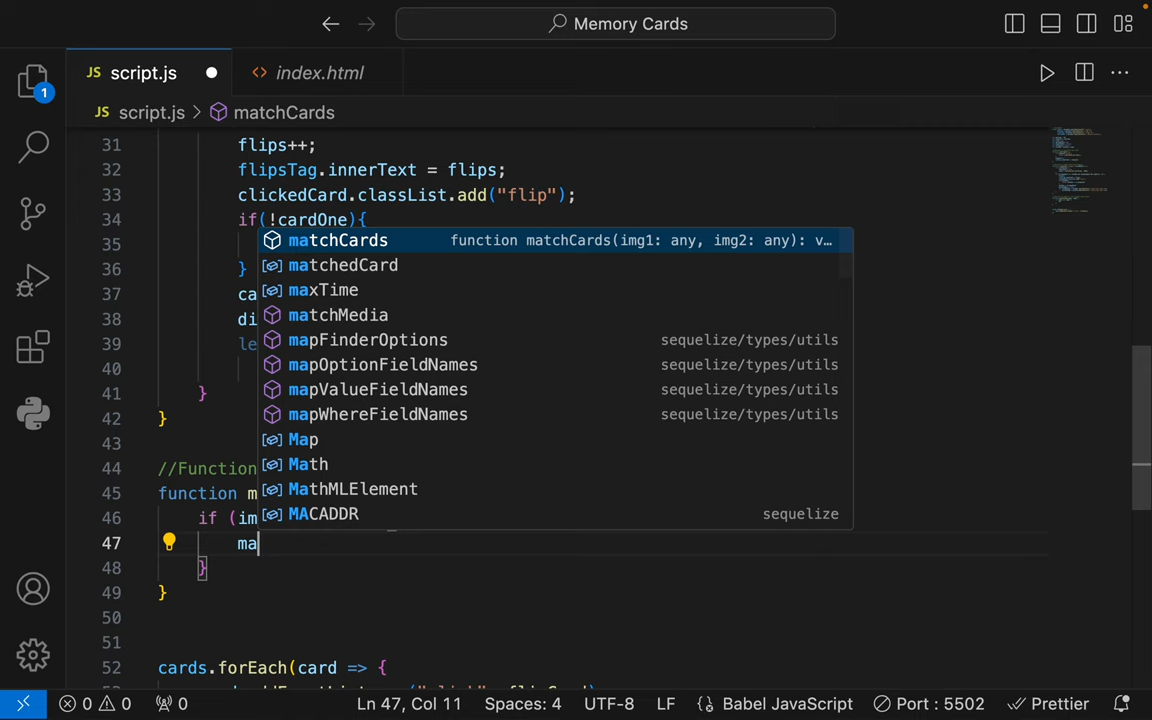 Memory Cards
JS script.js
<> index.html
1
JS script.js > matchCards
31 flips++;
32 flipsTag.innerText = flips;
33 clickedCard.classList.add("flip");
34 if(!cardOne){
35
36 }
37 ca
38 di
39 le
40
41 }
42 }
43
44 //Function
45 function m
46 if (im
47 ma
48 }
49 }
50
51
52 cards.forEach(card => {
matchCards function matchCards(img1: any, img2: any): v…
matchedCard
maxTime
matchMedia
mapFinderOptions sequelize/types/utils
mapOptionFieldNames sequelize/types/utils
mapValueFieldNames sequelize/types/utils
mapWhereFieldNames sequelize/types/utils
Map
Math
MathMLElement
MACADDR sequelize
0 0 0 Ln 47, Col 11 Spaces: 4 UTF-8 LF {} Babel JavaScript Port : 5502 Prettier